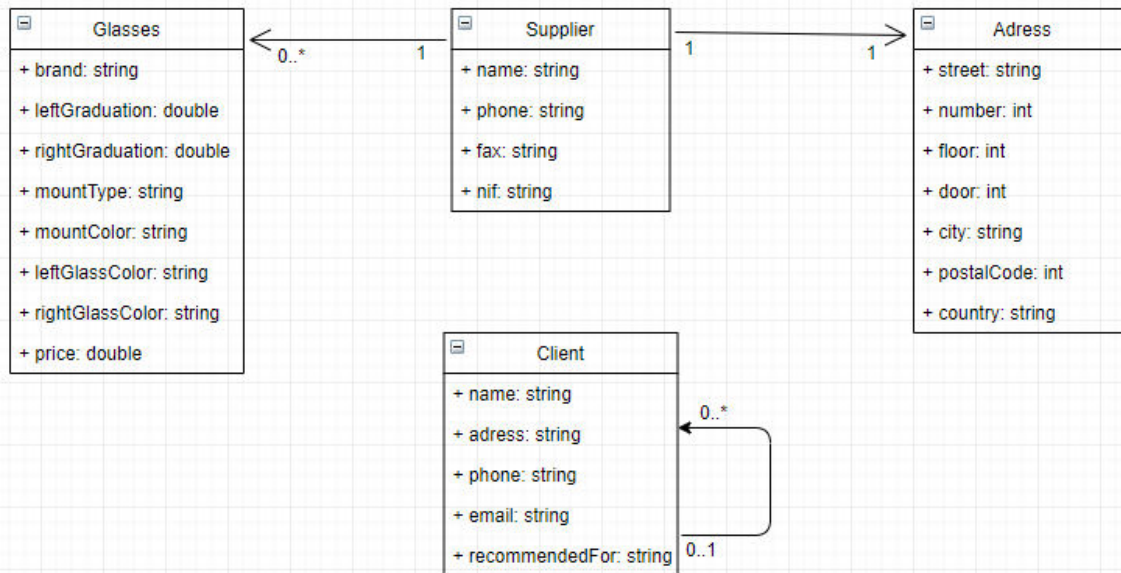 Glasses
+ brand: string
+ leftGraduation: double
+ rightGraduation: double
+ mountType: string
+ mountColor: string
+ leftGlassColor: string
+ rightGlassColor: string
+ price: double
0..*
1
Supplier
+ name: string
+ phone: string
+ fax: string
+ nif: string
1
1
Adress
+ street: string
+ number: int
+ floor: int
+ door: int
+ city: string
+ postalCode: int
+ country: string
Client
+ name: string
+ adress: string
+ phone: string
+ email: string
+ recommendedFor: string
0..*
0..1